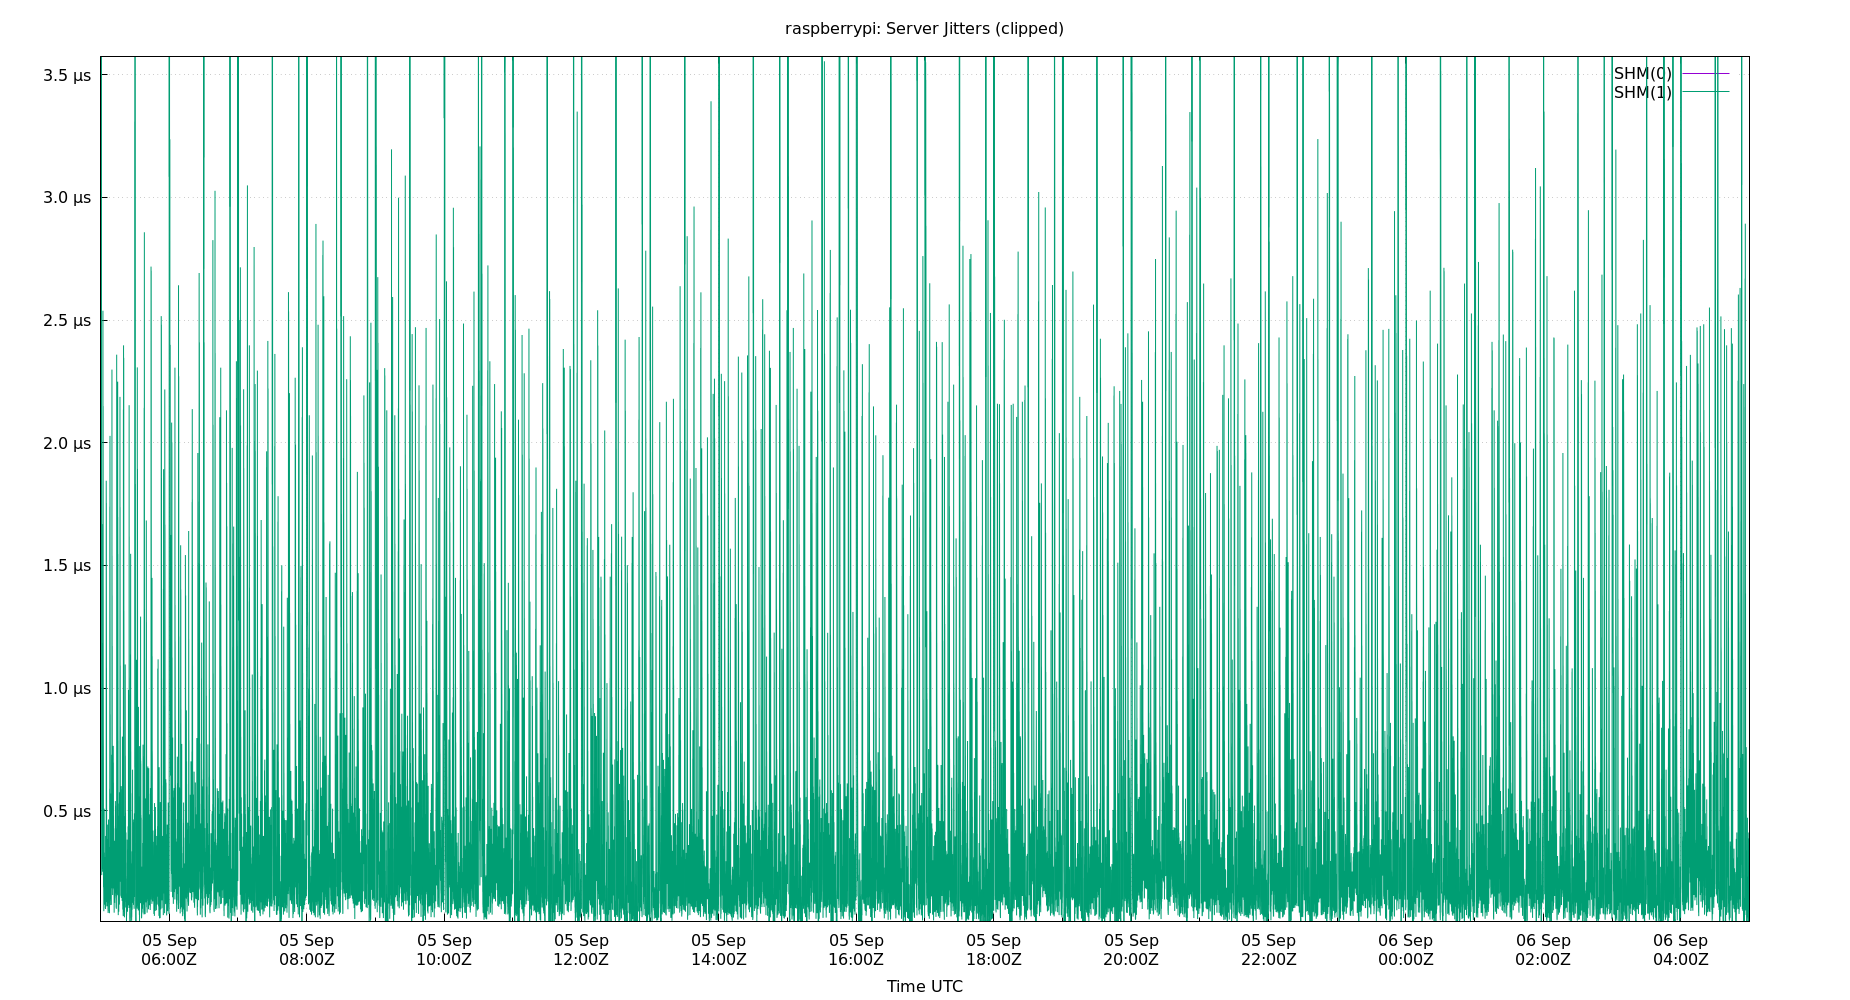 raspberrypi: Server Jitters (clipped)
3.5 µs
3.0 µs
2.5 µs
2.0 µs
1.5 µs
1.0 µs
0.5 µs
SHM(0)
SHM(1)
05 Sep 05 Sep 05 Sep 05 Sep 05 Sep 05 Sep 05 Sep 05 Sep 05 Sep 06 Sep 06 Sep 06 Sep
06:00Z 08:00Z 10:00Z 12:00Z 14:00Z 16:00Z 18:00Z 20:00Z 22:00Z 00:00Z 02:00Z 04:00Z
Time UTC